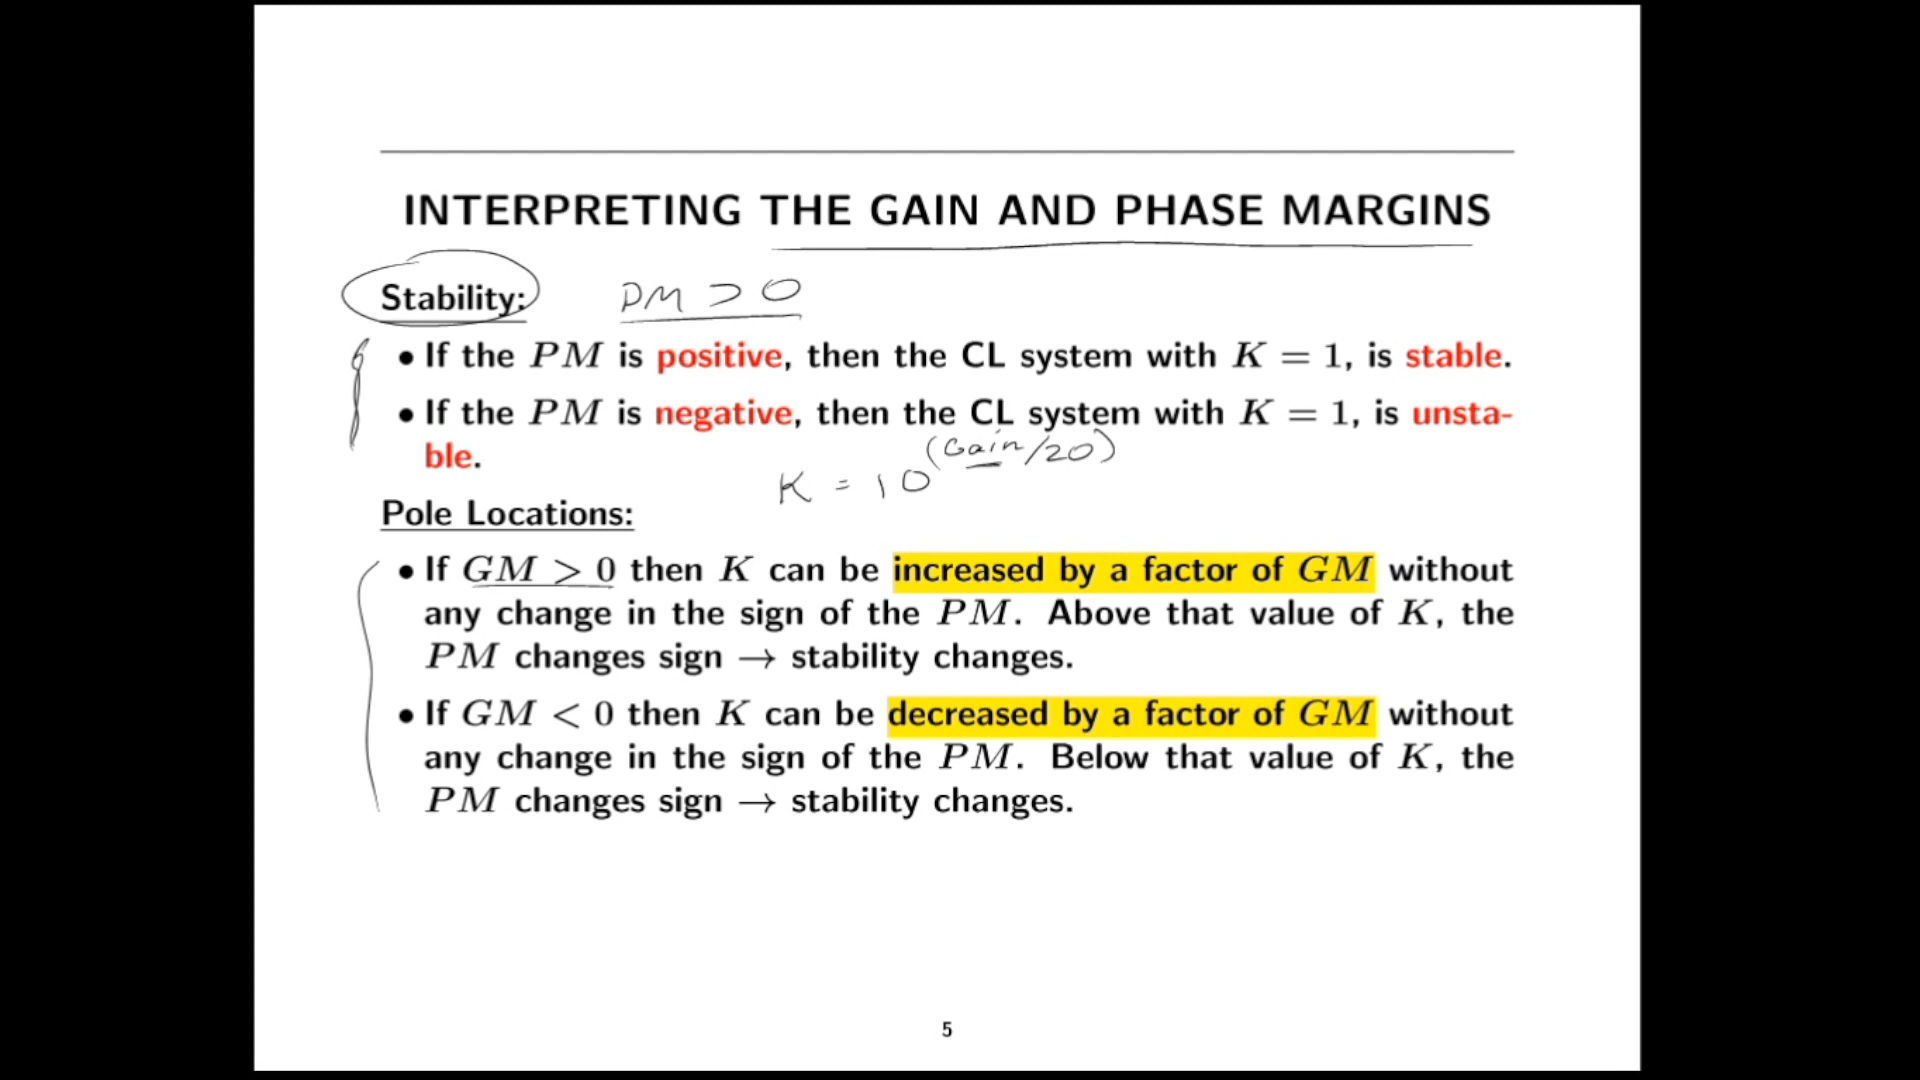 INTERPRETING THE GAIN AND PHASE MARGINS
Stability: PM > 0
• If the PM is positive, then the CL system with K = 1, is stable.
• If the PM is negative, then the CL system with K = 1, is unsta-
ble.
K = 10^(Gain/20)
Pole Locations:
• If GM > 0 then K can be increased by a factor of GM without
any change in the sign of the PM. Above that value of K, the
PM changes sign → stability changes.
• If GM < 0 then K can be decreased by a factor of GM without
any change in the sign of the PM. Below that value of K, the
PM changes sign → stability changes.
5